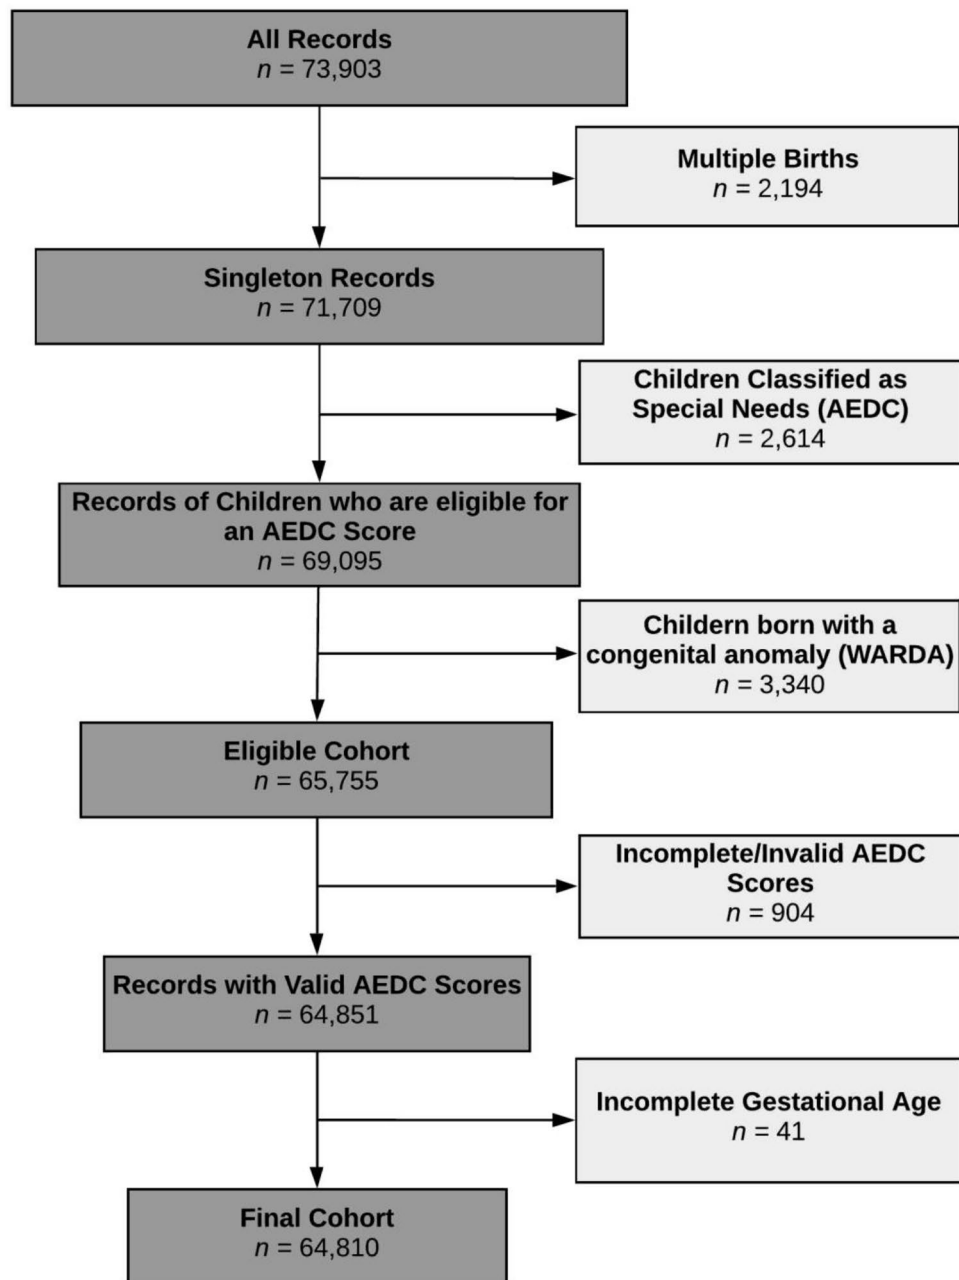 All Records
n = 73,903
Multiple Births
n = 2,194
Singleton Records
n = 71,709
Children Classified as
Special Needs (AEDC)
n = 2,614
Records of Children who are eligible for
an AEDC Score
n = 69,095
Childern born with a
congenital anomaly (WARDA)
n = 3,340
Eligible Cohort
n = 65,755
Incomplete/Invalid AEDC
Scores
n = 904
Records with Valid AEDC Scores
n = 64,851
Incomplete Gestational Age
n = 41
Final Cohort
n = 64,810